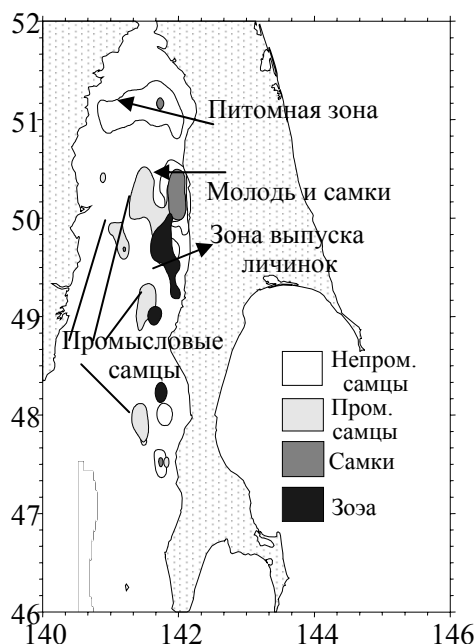 52
51
50
49
48
47
46
140
142
144
146
Питомная зона
Молодь и самки
Зона выпуска
личинок
Промысловые
самцы
Непром.
самцы
Пром.
самцы
Самки
Зоэа